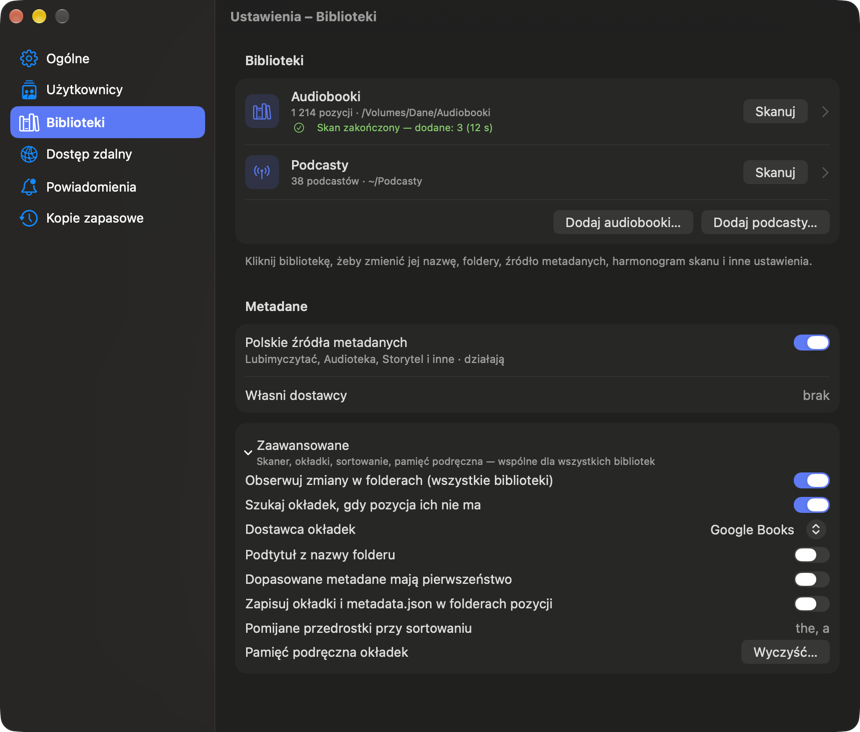 Ustawienia – Biblioteki
Ogólne
Użytkownicy
Biblioteki
Dostęp zdalny
Powiadomienia
Kopie zapasowe
Biblioteki
Audiobooki
1 214 pozycji · /Volumes/Dane/Audiobooki
Skan zakończony — dodane: 3 (12 s)
Skanuj
Podcasty
38 podcastów · ~/Podcasty
Skanuj
Dodaj audiobooki...
Dodaj podcasty...
Kliknij bibliotekę, żeby zmienić jej nazwę, foldery, źródło metadanych, harmonogram skanu i inne ustawienia.
Metadane
Polskie źródła metadanych
Lubimyczytać, Audioteka, Storytel i inne · działają
Własni dostawcy
brak
Zaawansowane
Skaner, okładki, sortowanie, pamięć podręczna — wspólne dla wszystkich bibliotek
Obserwuj zmiany w folderach (wszystkie biblioteki)
Szukaj okładek, gdy pozycja ich nie ma
Dostawca okładek
Google Books
Podtytuł z nazwy folderu
Dopasowane metadane mają pierwszeństwo
Zapisuj okładki i metadata.json w folderach pozycji
Pomijane przedrostki przy sortowaniu
the, a
Pamięć podręczna okładek
Wyczyść...